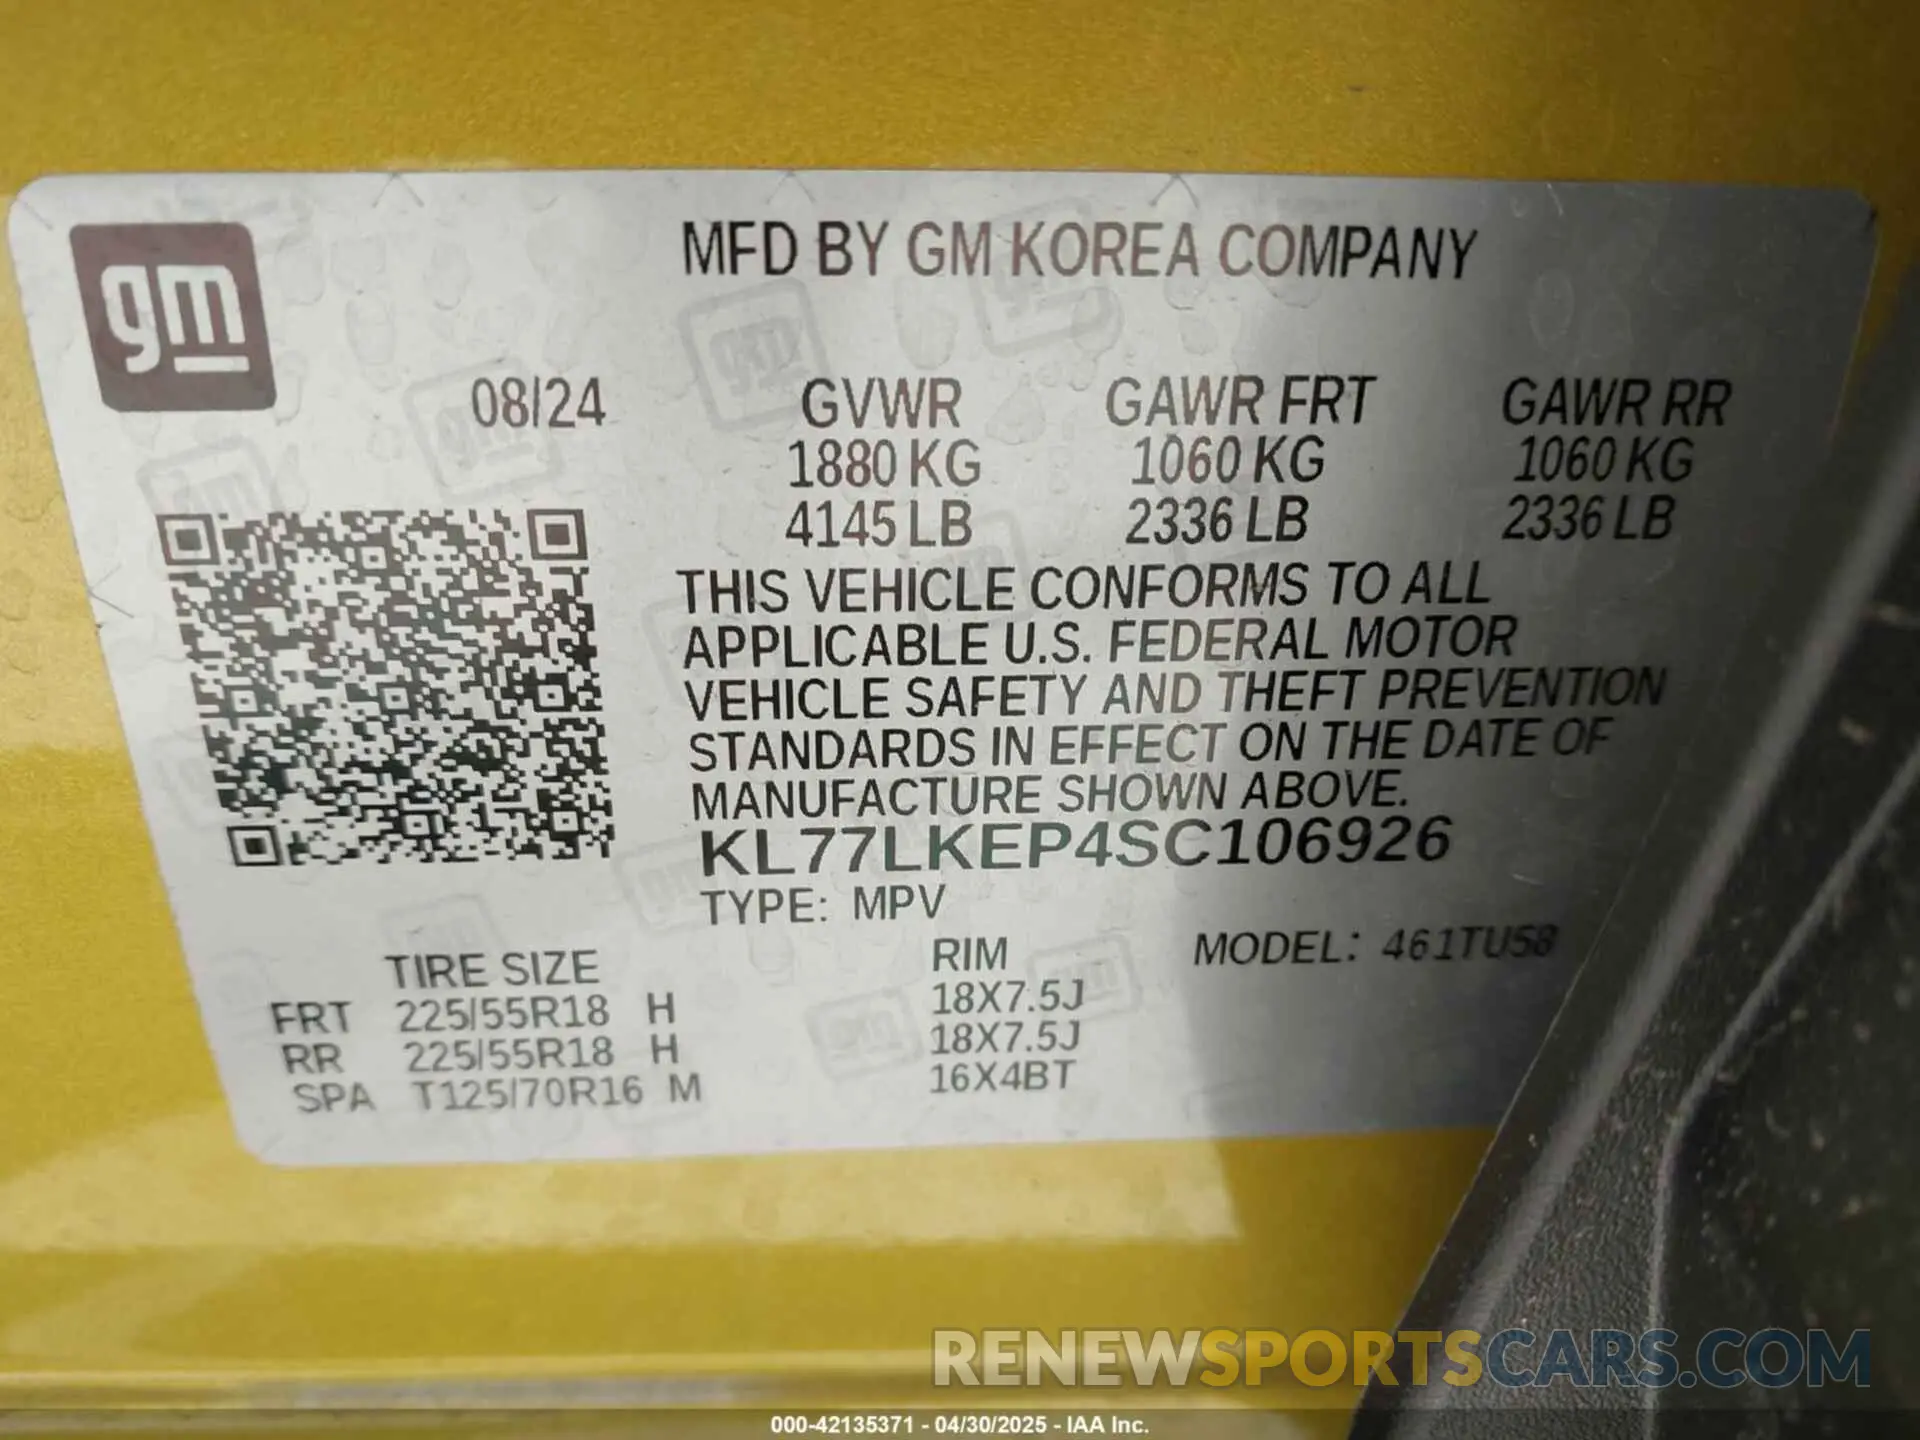 gm
MFD BY GM KOREA COMPANY
08/24 GVWR GAWR FRT GAWR RR
1880 KG 1060 KG 1060 KG
4145 LB 2336 LB 2336 LB
THIS VEHICLE CONFORMS TO ALL
APPLICABLE U.S. FEDERAL MOTOR
VEHICLE SAFETY AND THEFT PREVENTION
STANDARDS IN EFFECT ON THE DATE OF
MANUFACTURE SHOWN ABOVE.
KL77LKEP4SC106926
TYPE: MPV
TIRE SIZE RIM MODEL: 461TU58
FRT 225/55R18 H 18X7.5J
RR 225/55R18 H 18X7.5J
SPA T125/70R16 M 16X4BT
RENEWSPORTSCARS.COM
000-42135371 - 04/30/2025 - IAA Inc.